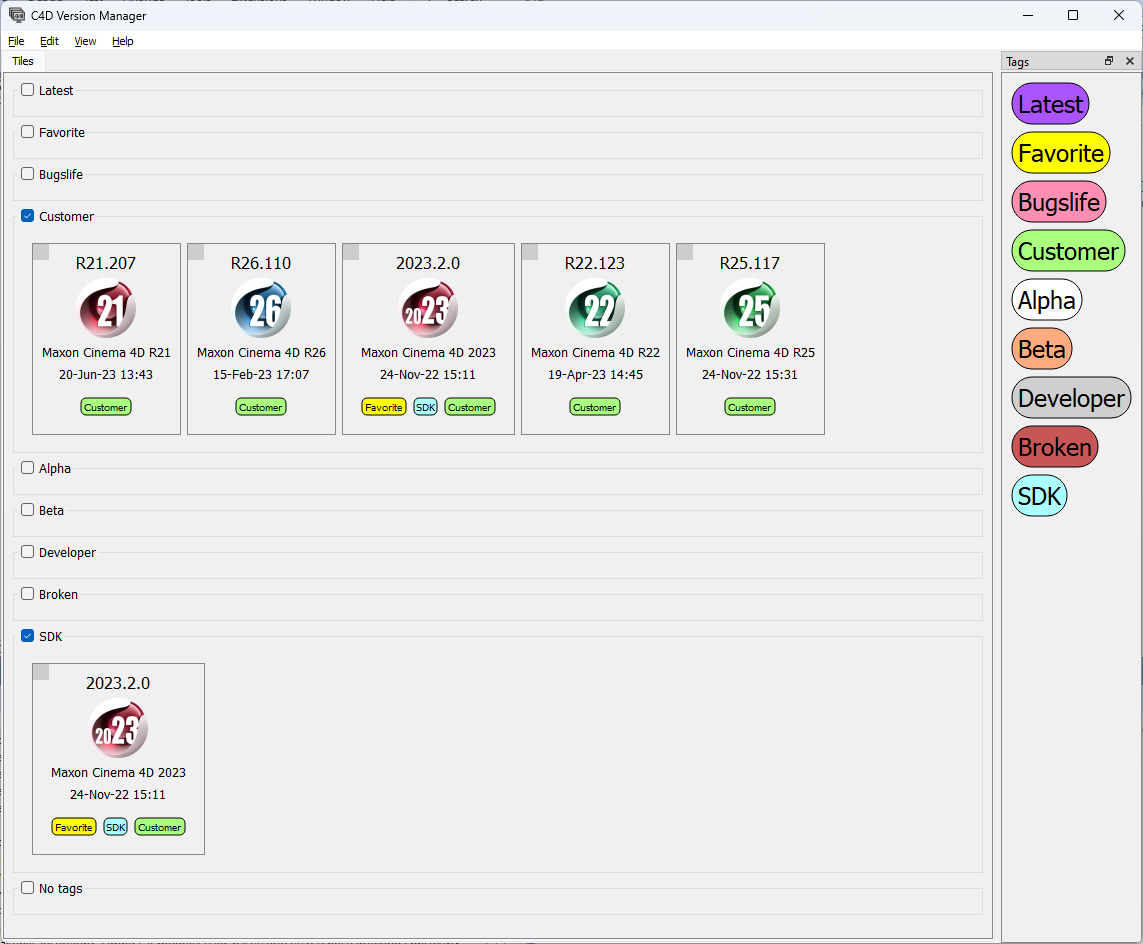 C4D Version Manager
File Edit View Help
Tiles
Latest
Favorite
Bugslife
Customer
R21.207
21
Maxon Cinema 4D R21
20-Jun-23 13:43
Customer
R26.110
26
Maxon Cinema 4D R26
15-Feb-23 17:07
Customer
2023.2.0
2023
Maxon Cinema 4D 2023
24-Nov-22 15:11
Favorite SDK Customer
R22.123
22
Maxon Cinema 4D R22
19-Apr-23 14:45
Customer
R25.117
25
Maxon Cinema 4D R25
24-Nov-22 15:31
Customer
Alpha
Beta
Developer
Broken
SDK
2023.2.0
2023
Maxon Cinema 4D 2023
24-Nov-22 15:11
Favorite SDK Customer
No tags
Tags
Latest
Favorite
Bugslife
Customer
Alpha
Beta
Developer
Broken
SDK